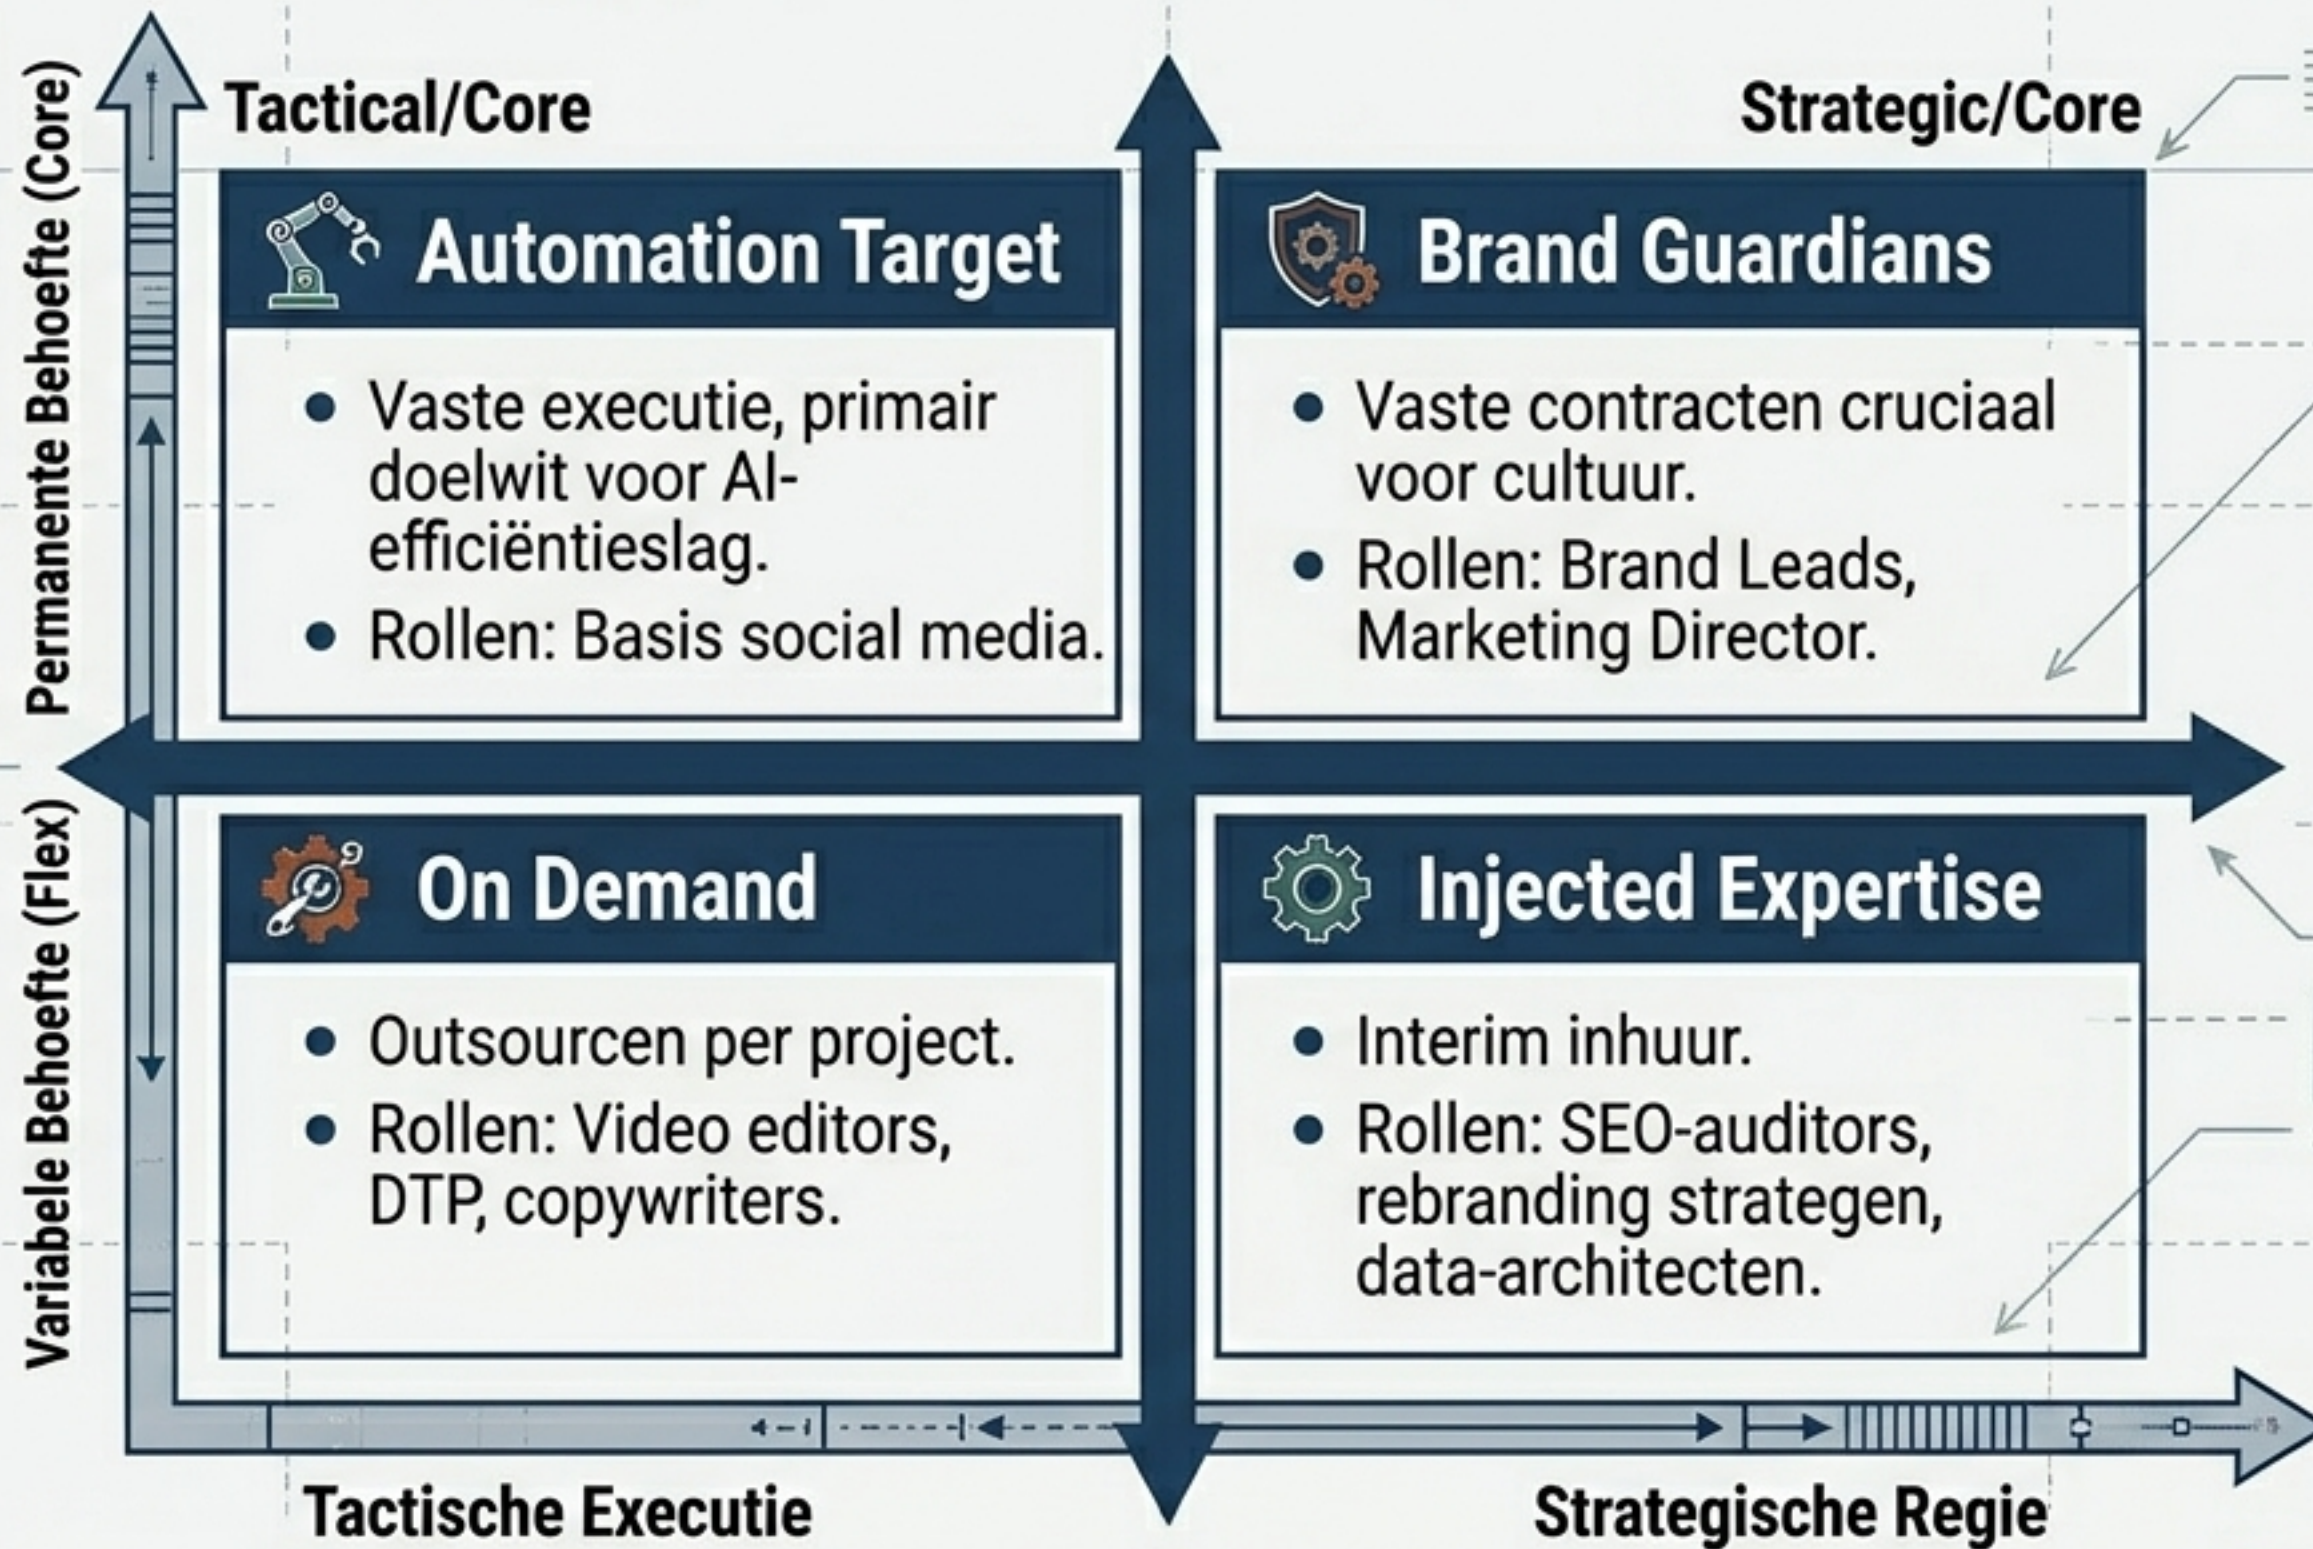 Tactical/Core
Strategic/Core
Permanente Behoefte (Core)
Automation Target
Vaste executie, primair
doelwit voor AI-
efficiëntieslag.
Rollen: Basis social media.
Brand Guardians
Vaste contracten cruciaal
voor cultuur.
Rollen: Brand Leads,
Marketing Director.
Variabele Behoefte (Flex)
On Demand
Outsourcen per project.
Rollen: Video editors,
DTP, copywriters.
Injected Expertise
Interim inhuur.
Rollen: SEO-auditors,
rebranding strategen,
data-architecten.
Tactische Executie
Strategische Regie